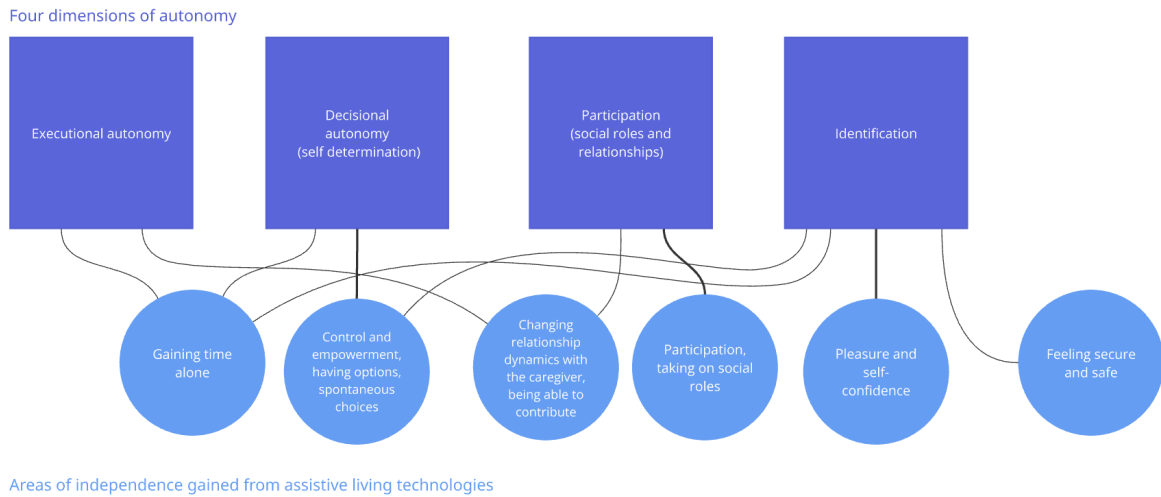 Four dimensions of autonomy
Executional autonomy
Decisional
autonomy
(self determination)
Participation
(social roles and
relationships)
Identification
Gaining time
alone
Control and
empowerment,
having options,
spontaneous
choices
Changing
relationship
dynamics with
the caregiver,
being able to
contribute
Participation,
taking on social
roles
Pleasure and
self-
confidence
Feeling secure
and safe
Areas of independence gained from assistive living technologies